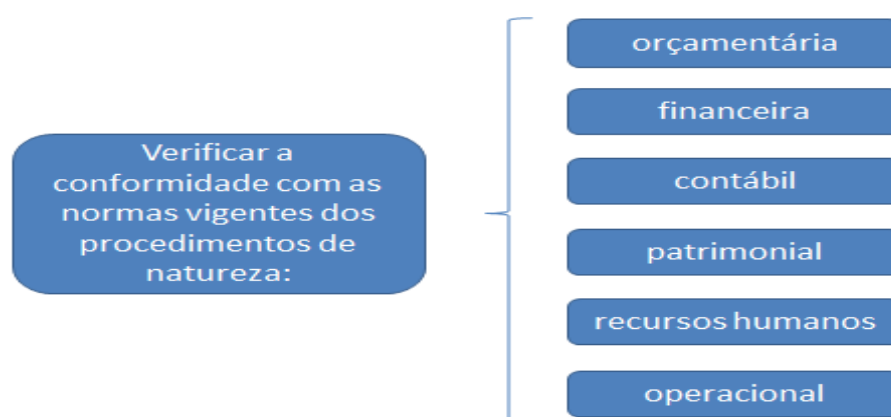 Verificar a
conformidade com as
normas vigentes dos
procedimentos de
natureza:
orçamentária
financeira
contábil
patrimonial
recursos humanos
operacional